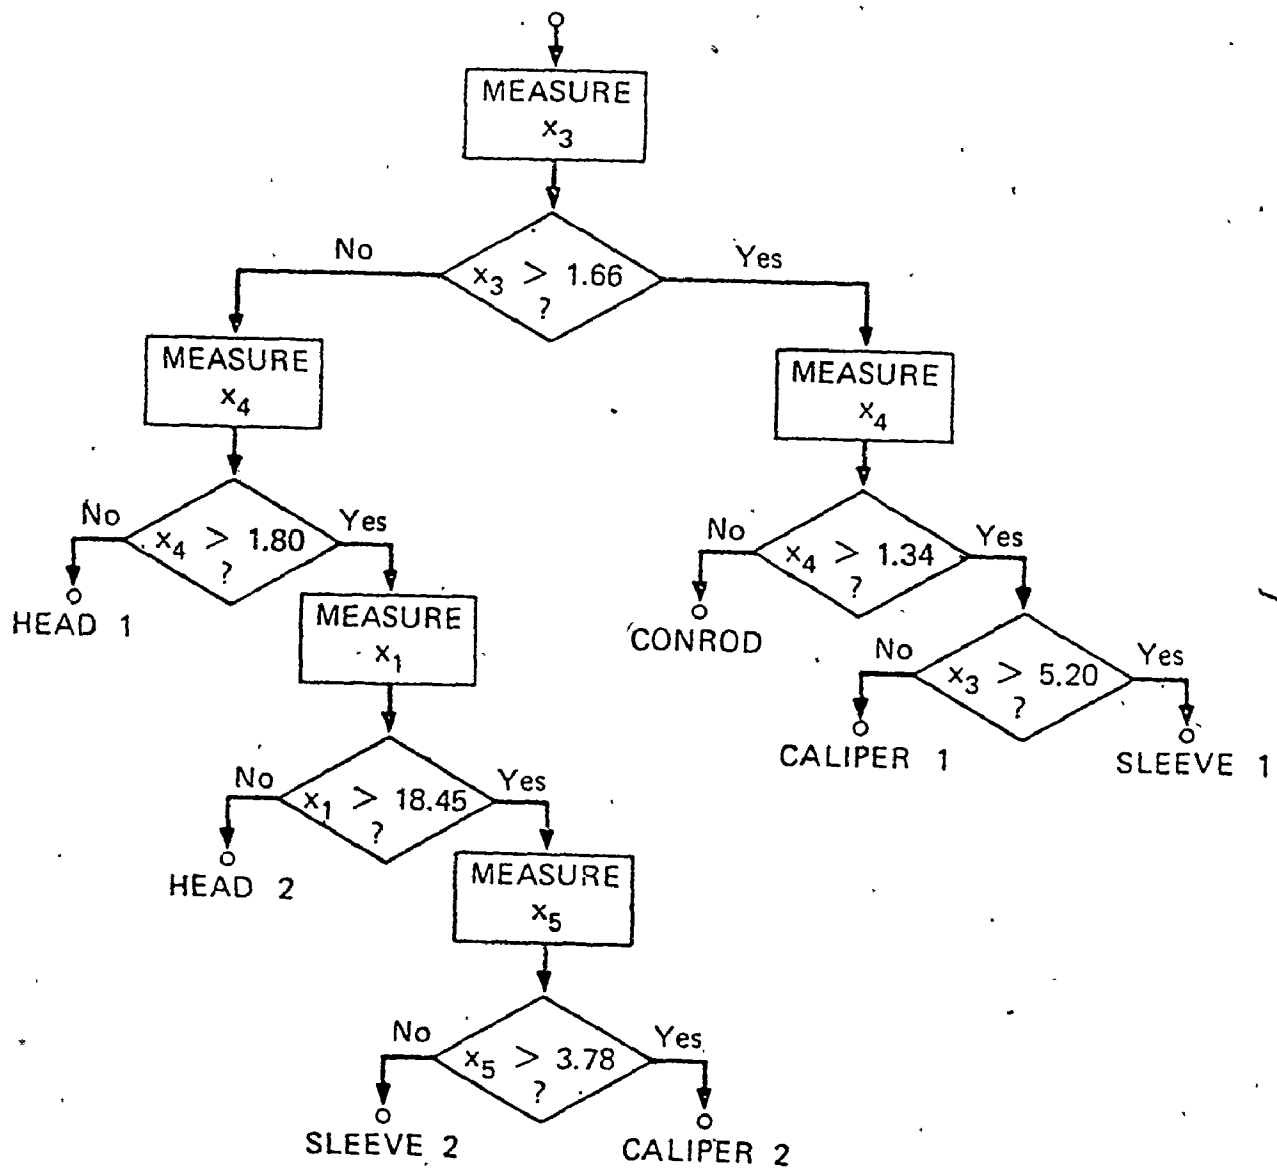 MEASURE
x3
No
Yes
x3 > 1.66
?
MEASURE
x4
MEASURE
x4
No
Yes
x4 > 1.80
?
No
Yes
x4 > 1.34
?
HEAD 1
MEASURE
x1
CONROD
No
Yes
x3 > 5.20
?
CALIPER 1
SLEEVE 1
No
Yes
x1 > 18.45
?
HEAD 2
MEASURE
x5
No
Yes
x5 > 3.78
?
SLEEVE 2
CALIPER 2